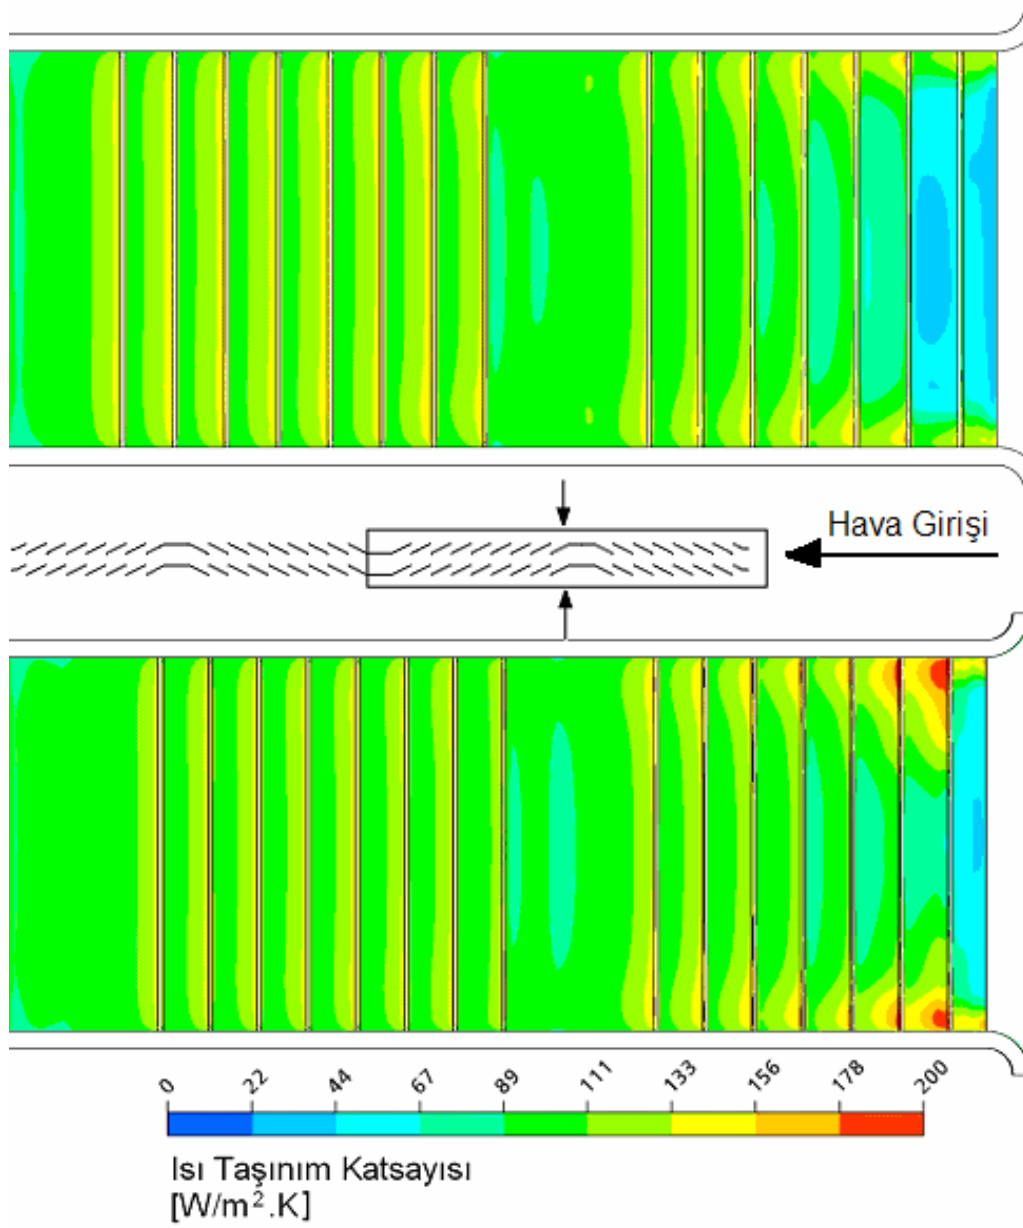 Hava Girişi
0 22 44 67 89 111 133 156 178 200
Isı Taşınım Katsayısı
[W/m².K]